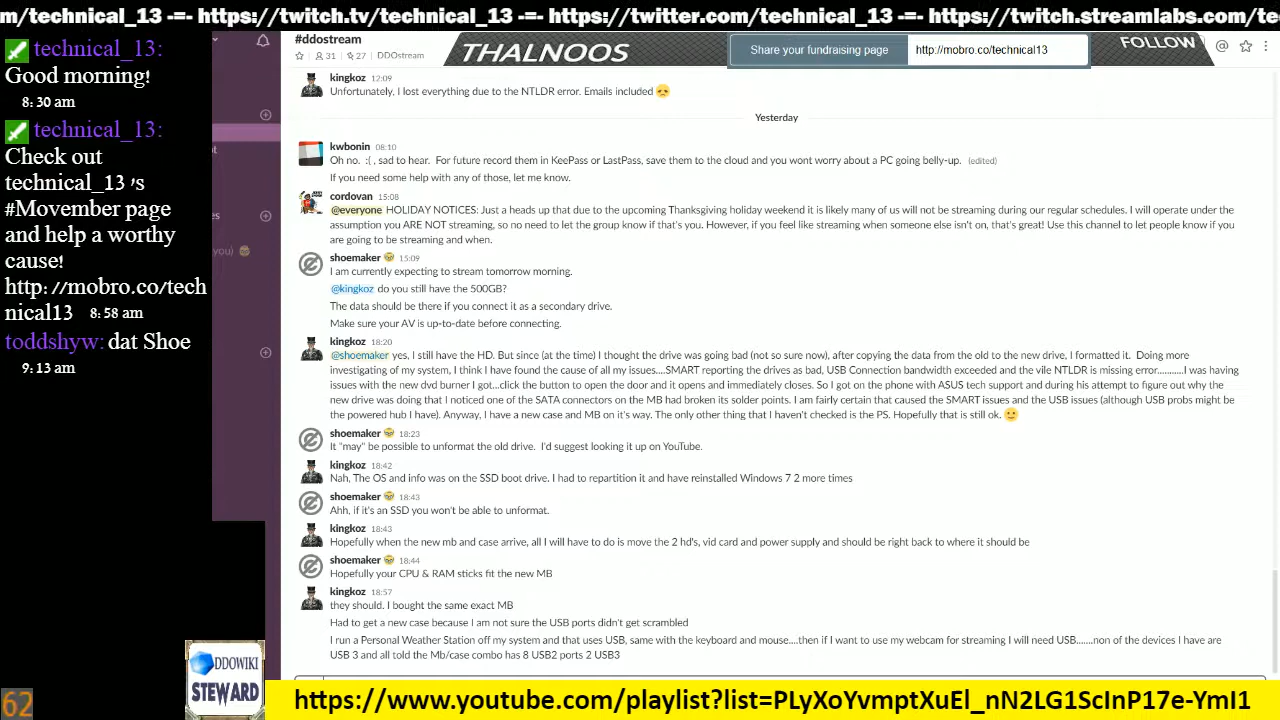 m/technical_13 -=- https://twitch.tv/technical_13 -=- https://twitter.com/technical_13 -=- https://twitch.streamlabs.com/te
technical_13:
Good morning!
8:30 am
technical_13:
Check out
technical_13's
#Movember page
and help a worthy
cause!
http://mobro.co/tech
nical13 8:58 am
toddshyw: dat Shoe
9:13 am
#ddostream
31 27 DDOstream
THALNOOS
Share your fundraising page
http://mobro.co/technical13
FOLLOW
kingkoz 12:09
Unfortunately, I lost everything due to the NTLDR error. Emails included
Yesterday
kwbonin 08:10
Oh no. :( , sad to hear. For future record them in KeePass or LastPass, save them to the cloud and you wont worry about a PC going belly-up. (edited)
If you need some help with any of those, let me know.
cordovan 15:08
@everyone HOLIDAY NOTICES: Just a heads up that due to the upcoming Thanksgiving holiday weekend it is likely many of us will not be streaming during our regular schedules. I will operate under the
assumption you ARE NOT streaming, so no need to let the group know if that's you. However, if you feel like streaming when someone else isn't on, that's great! Use this channel to let people know if you
are going to be streaming and when.
shoemaker 15:09
I am currently expecting to stream tomorrow morning.
@kingkoz do you still have the 500GB?
The data should be there if you connect it as a secondary drive.
Make sure your AV is up-to-date before connecting.
kingkoz 18:20
@shoemaker yes, I still have the HD. But since (at the time) I thought the drive was going bad (not so sure now), after copying the data from the old to the new drive, I formatted it. Doing more
investigating of my system, I think I have found the cause of all my issues....SMART reporting the drives as bad, USB Connection bandwidth exceeded and the vile NTLDR is missing error..........I was having
issues with the new dvd burner I got...click the button to open the door and it opens and immediately closes. So I got on the phone with ASUS tech support and during his attempt to figure out why the
new drive was doing that I noticed one of the SATA connectors on the MB had broken its solder points. I am fairly certain that caused the SMART issues and the USB issues (although USB probs might be
the powered hub I have). Anyway, I have a new case and MB on it's way. The only other thing that I haven't checked is the PS. Hopefully that is still ok.
shoemaker 18:23
It "may" be possible to unformat the old drive. I'd suggest looking it up on YouTube.
kingkoz 18:42
Nah, The OS and info was on the SSD boot drive. I had to repartition it and have reinstalled Windows 7 2 more times
shoemaker 18:43
Ahh, if it's an SSD you won't be able to unformat.
kingkoz 18:43
Hopefully when the new mb and case arrive, all I will have to do is move the 2 hd's, vid card and power supply and should be right back to where it should be
shoemaker 18:44
Hopefully your CPU & RAM sticks fit the new MB
kingkoz 18:57
they should. I bought the same exact MB
Had to get a new case because I am not sure the USB ports didn't get scrambled
I run a Personal Weather Station off my system and that uses USB, same with the keyboard and mouse....then if I want to use my webcam for streaming I will need USB.......non of the devices I have are
USB 3 and all told the Mb/case combo has 8 USB2 ports 2 USB3
DDOWIKI
STEWARD
62
https://www.youtube.com/playlist?list=PLyXoYvmptXuEl_nN2LG1ScInP17e-YmI1